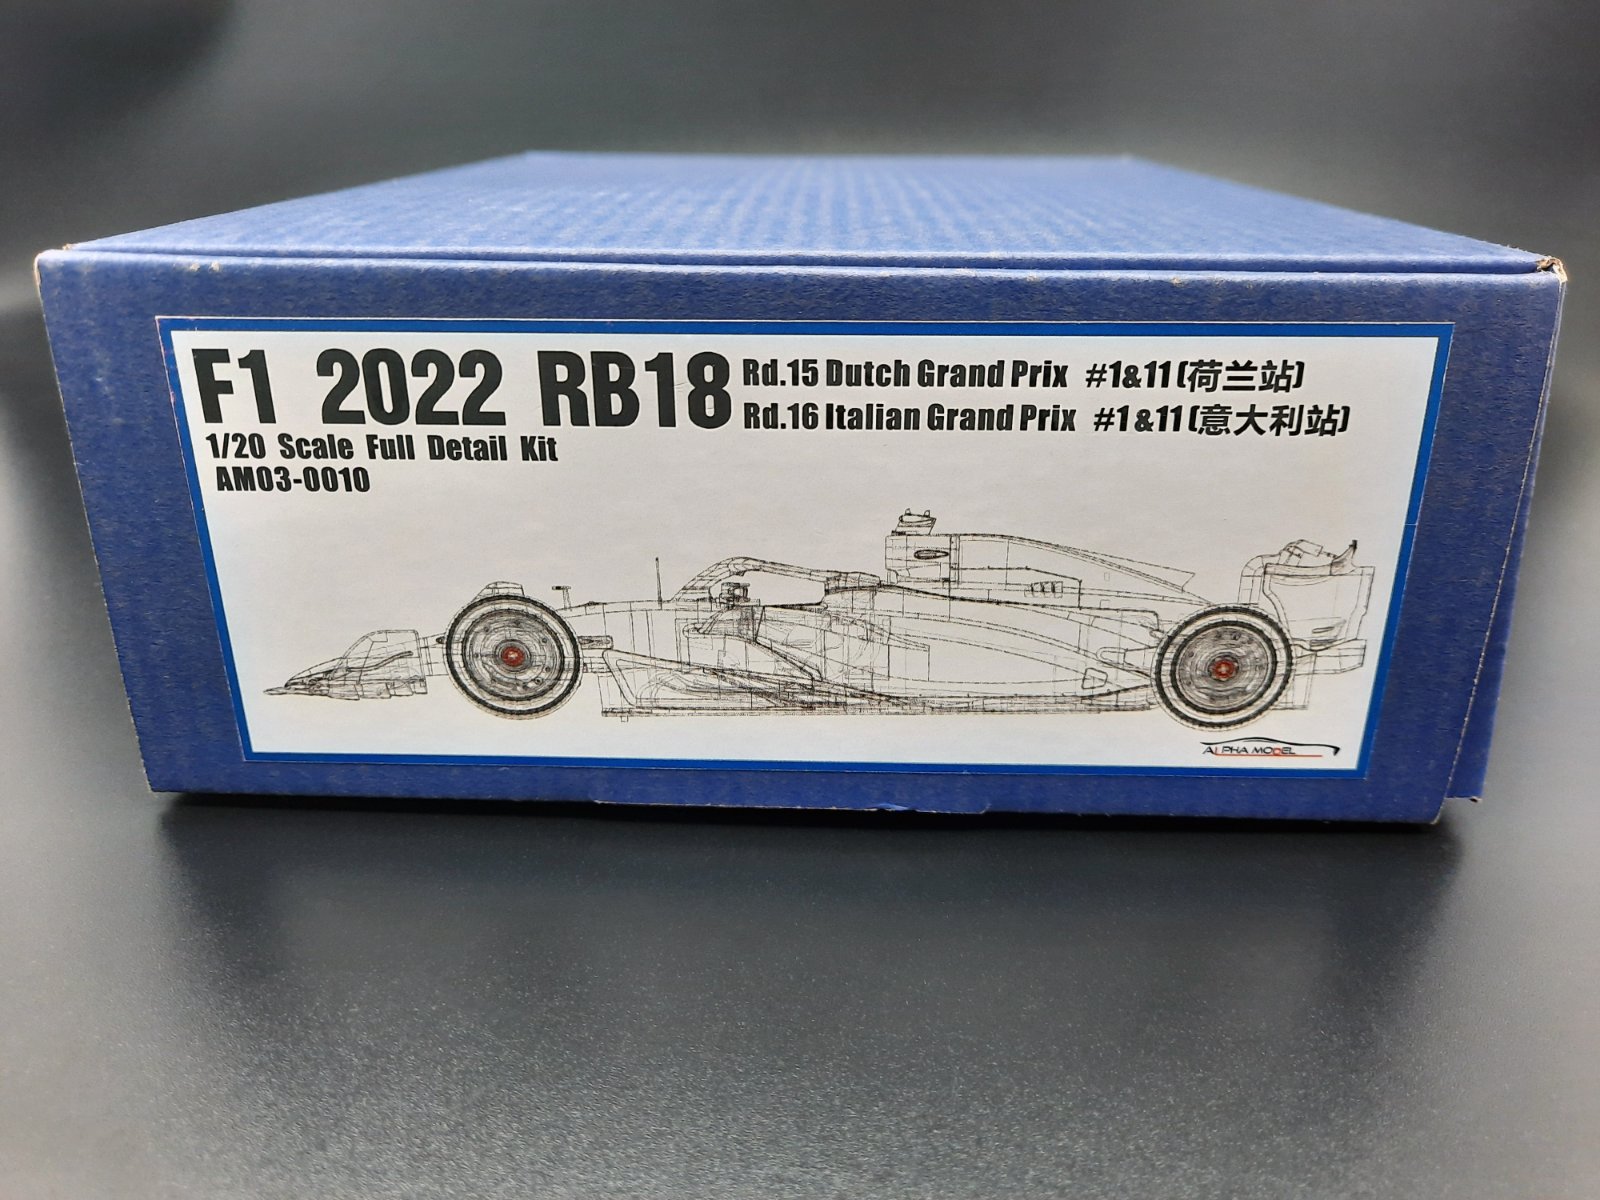 F1 2022 RB18
Rd.15 Dutch Grand Prix #1&11(荷兰站)
Rd.16 Italian Grand Prix #1&11(意大利站)
1/20 Scale Full Detail Kit
AM03-0010
ALPHA MODEL